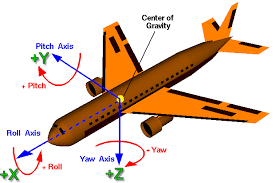 Center of
Gravity
Pitch Axis
+Y
+ Pitch
Roll Axis
+ Roll
+X
Yaw Axis
+ Yaw
+Z